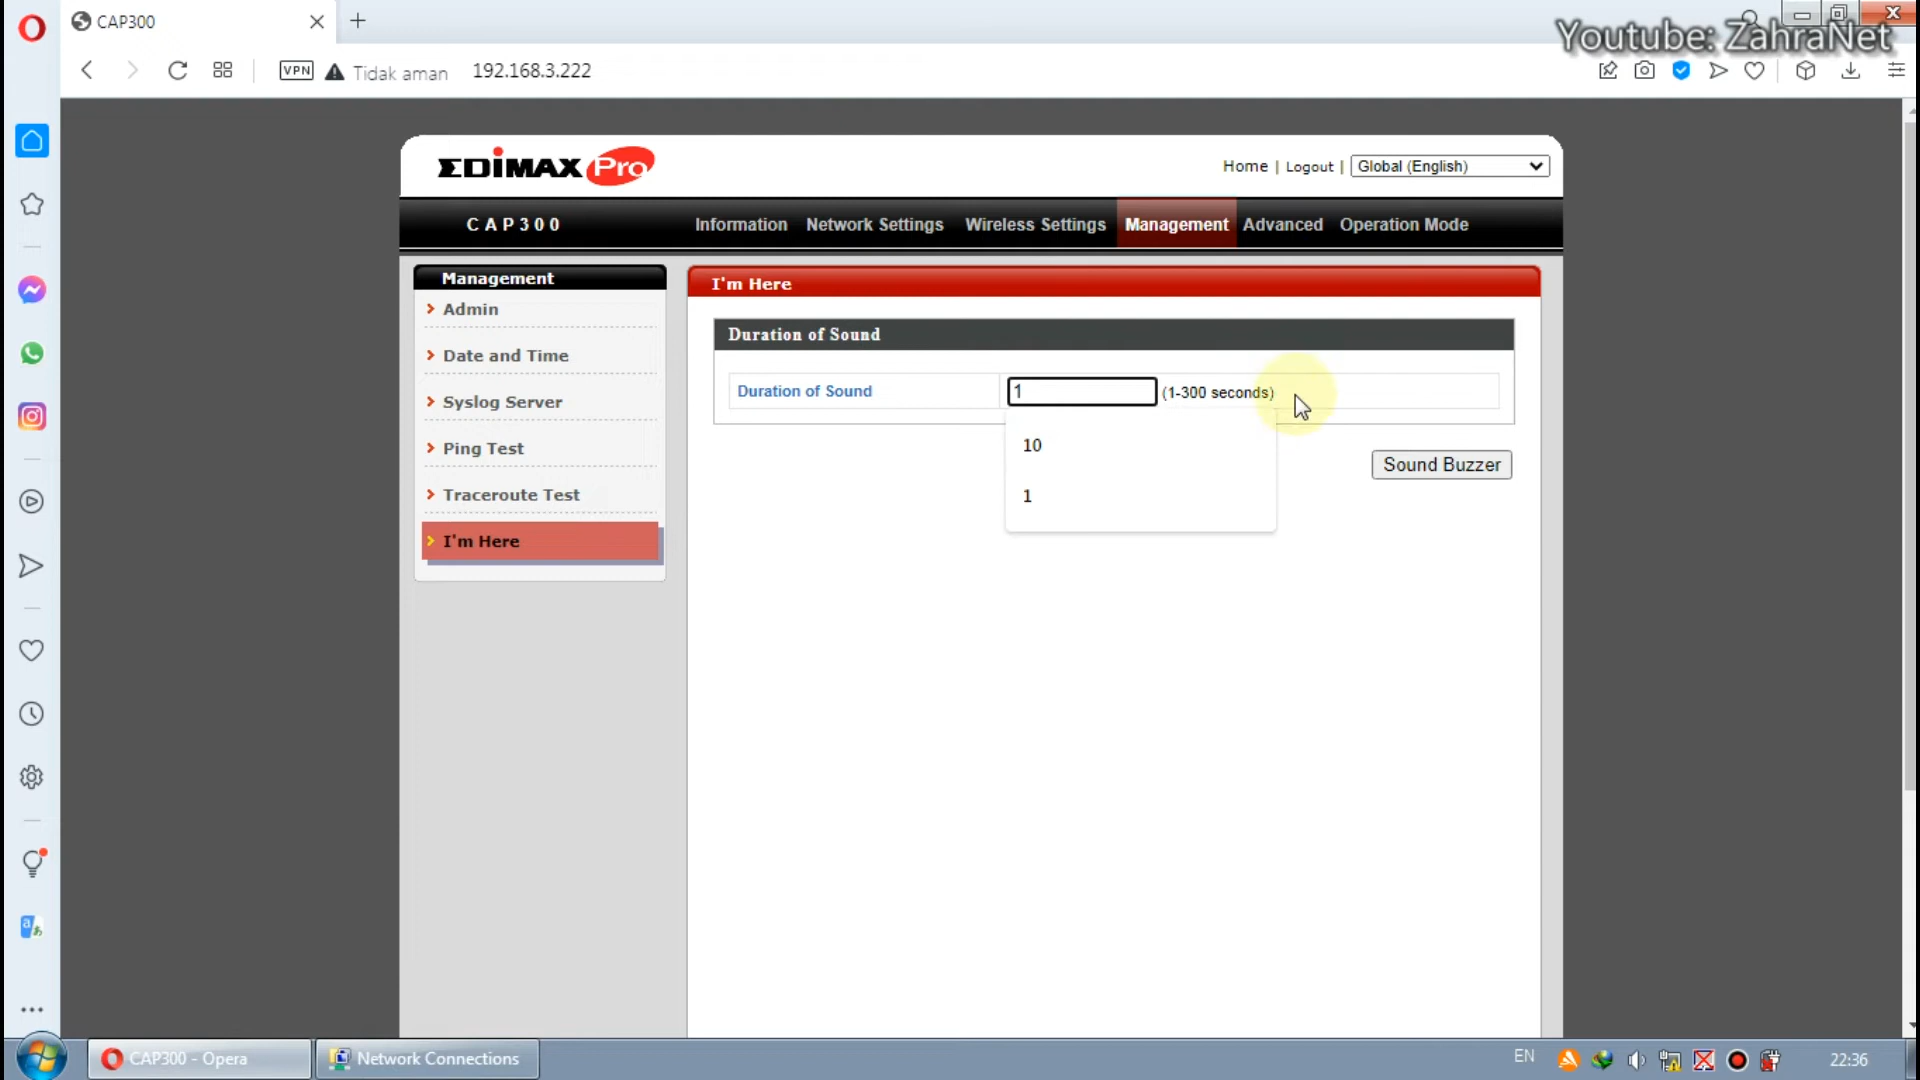 CAP300
Youtube: ZahraNet
VPN
Tidak aman
192.168.3.222
EDIMAX Pro
Home | Logout |
Global (English)
CAP300
Information
Network Settings
Wireless Settings
Management
Advanced
Operation Mode
Management
Admin
Date and Time
Syslog Server
Ping Test
Traceroute Test
I'm Here
I'm Here
Duration of Sound
Duration of Sound
1
(1-300 seconds)
10
1
Sound Buzzer
CAP300 - Opera
Network Connections
EN
22:36